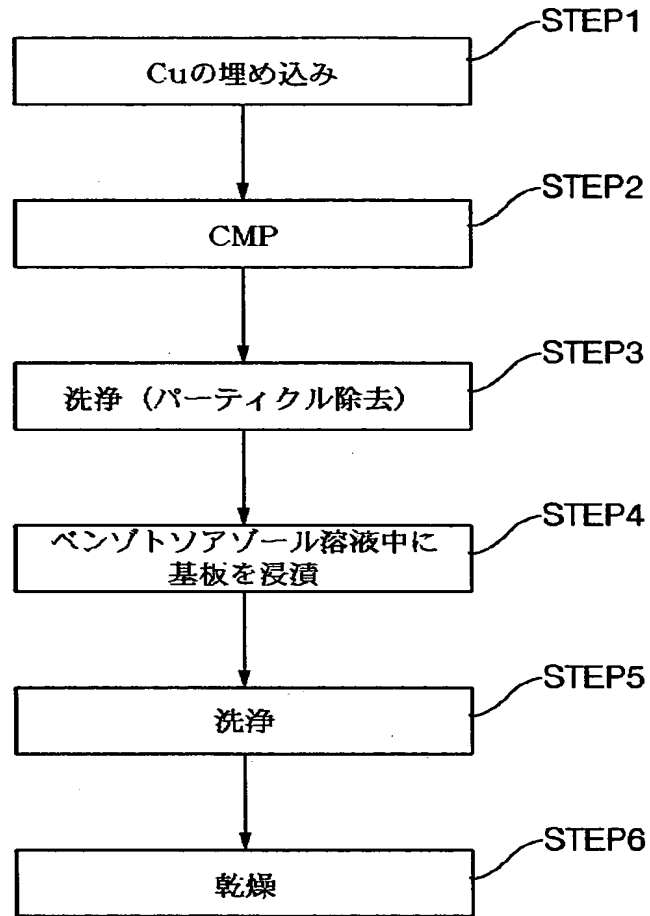 STEP1
Cuの埋め込み
STEP2
CMP
STEP3
洗浄（パーティクル除去）
STEP4
ベンゾトソアゾール溶液中に
基板を浸漬
STEP5
洗浄
STEP6
乾燥